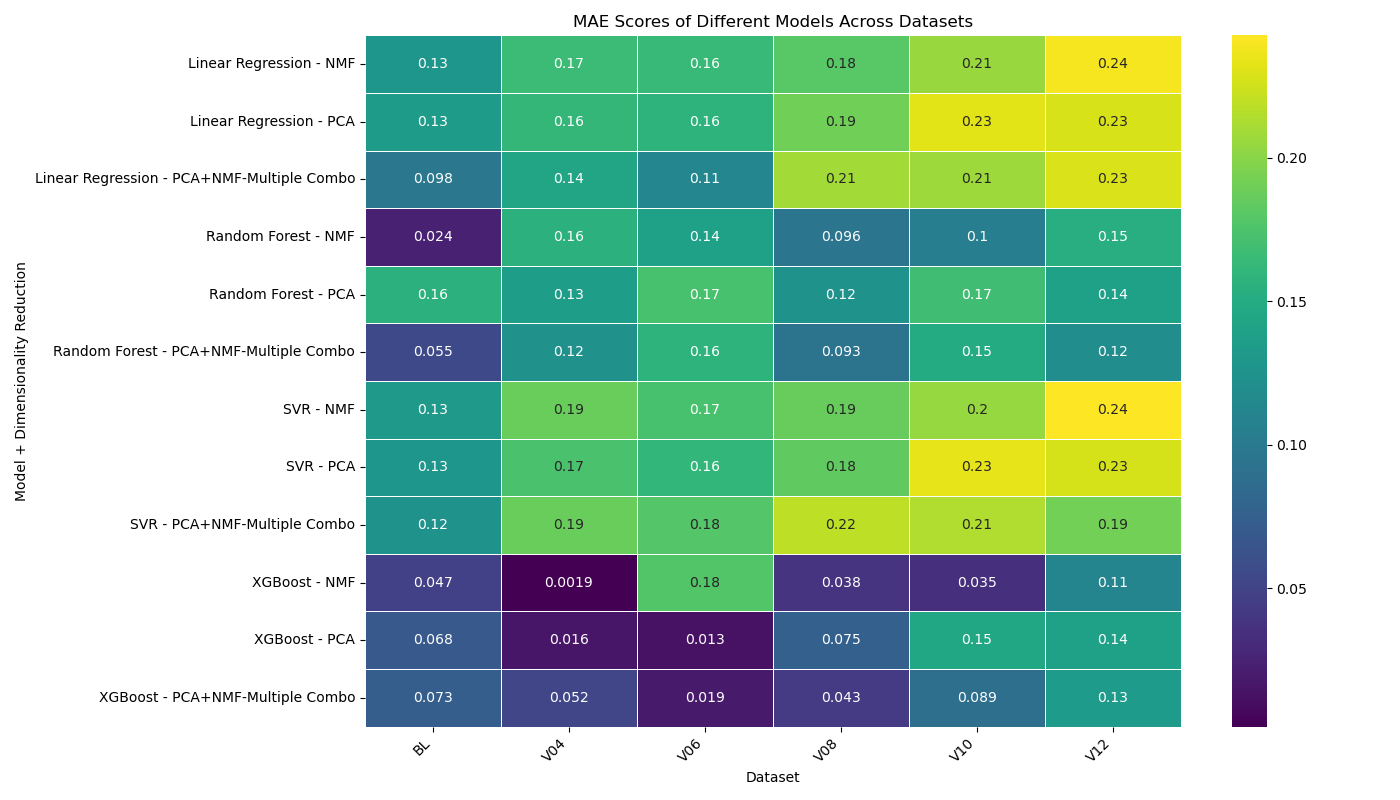 MAE Scores of Different Models Across Datasets
Model + Dimensionality Reduction
Linear Regression - NMF 0.13 0.17 0.16 0.18 0.21 0.24
Linear Regression - PCA 0.13 0.16 0.16 0.19 0.23 0.23
Linear Regression - PCA+NMF-Multiple Combo 0.098 0.14 0.11 0.21 0.21 0.23
Random Forest - NMF 0.024 0.16 0.14 0.096 0.1 0.15
Random Forest - PCA 0.16 0.13 0.17 0.12 0.17 0.14
Random Forest - PCA+NMF-Multiple Combo 0.055 0.12 0.16 0.093 0.15 0.12
SVR - NMF 0.13 0.19 0.17 0.19 0.2 0.24
SVR - PCA 0.13 0.17 0.16 0.18 0.23 0.23
SVR - PCA+NMF-Multiple Combo 0.12 0.19 0.18 0.22 0.21 0.19
XGBoost - NMF 0.047 0.0019 0.18 0.038 0.035 0.11
XGBoost - PCA 0.068 0.016 0.013 0.075 0.15 0.14
XGBoost - PCA+NMF-Multiple Combo 0.073 0.052 0.019 0.043 0.089 0.13
BL V04 V06 V08 V10 V12
Dataset
0.20
0.15
0.10
0.05